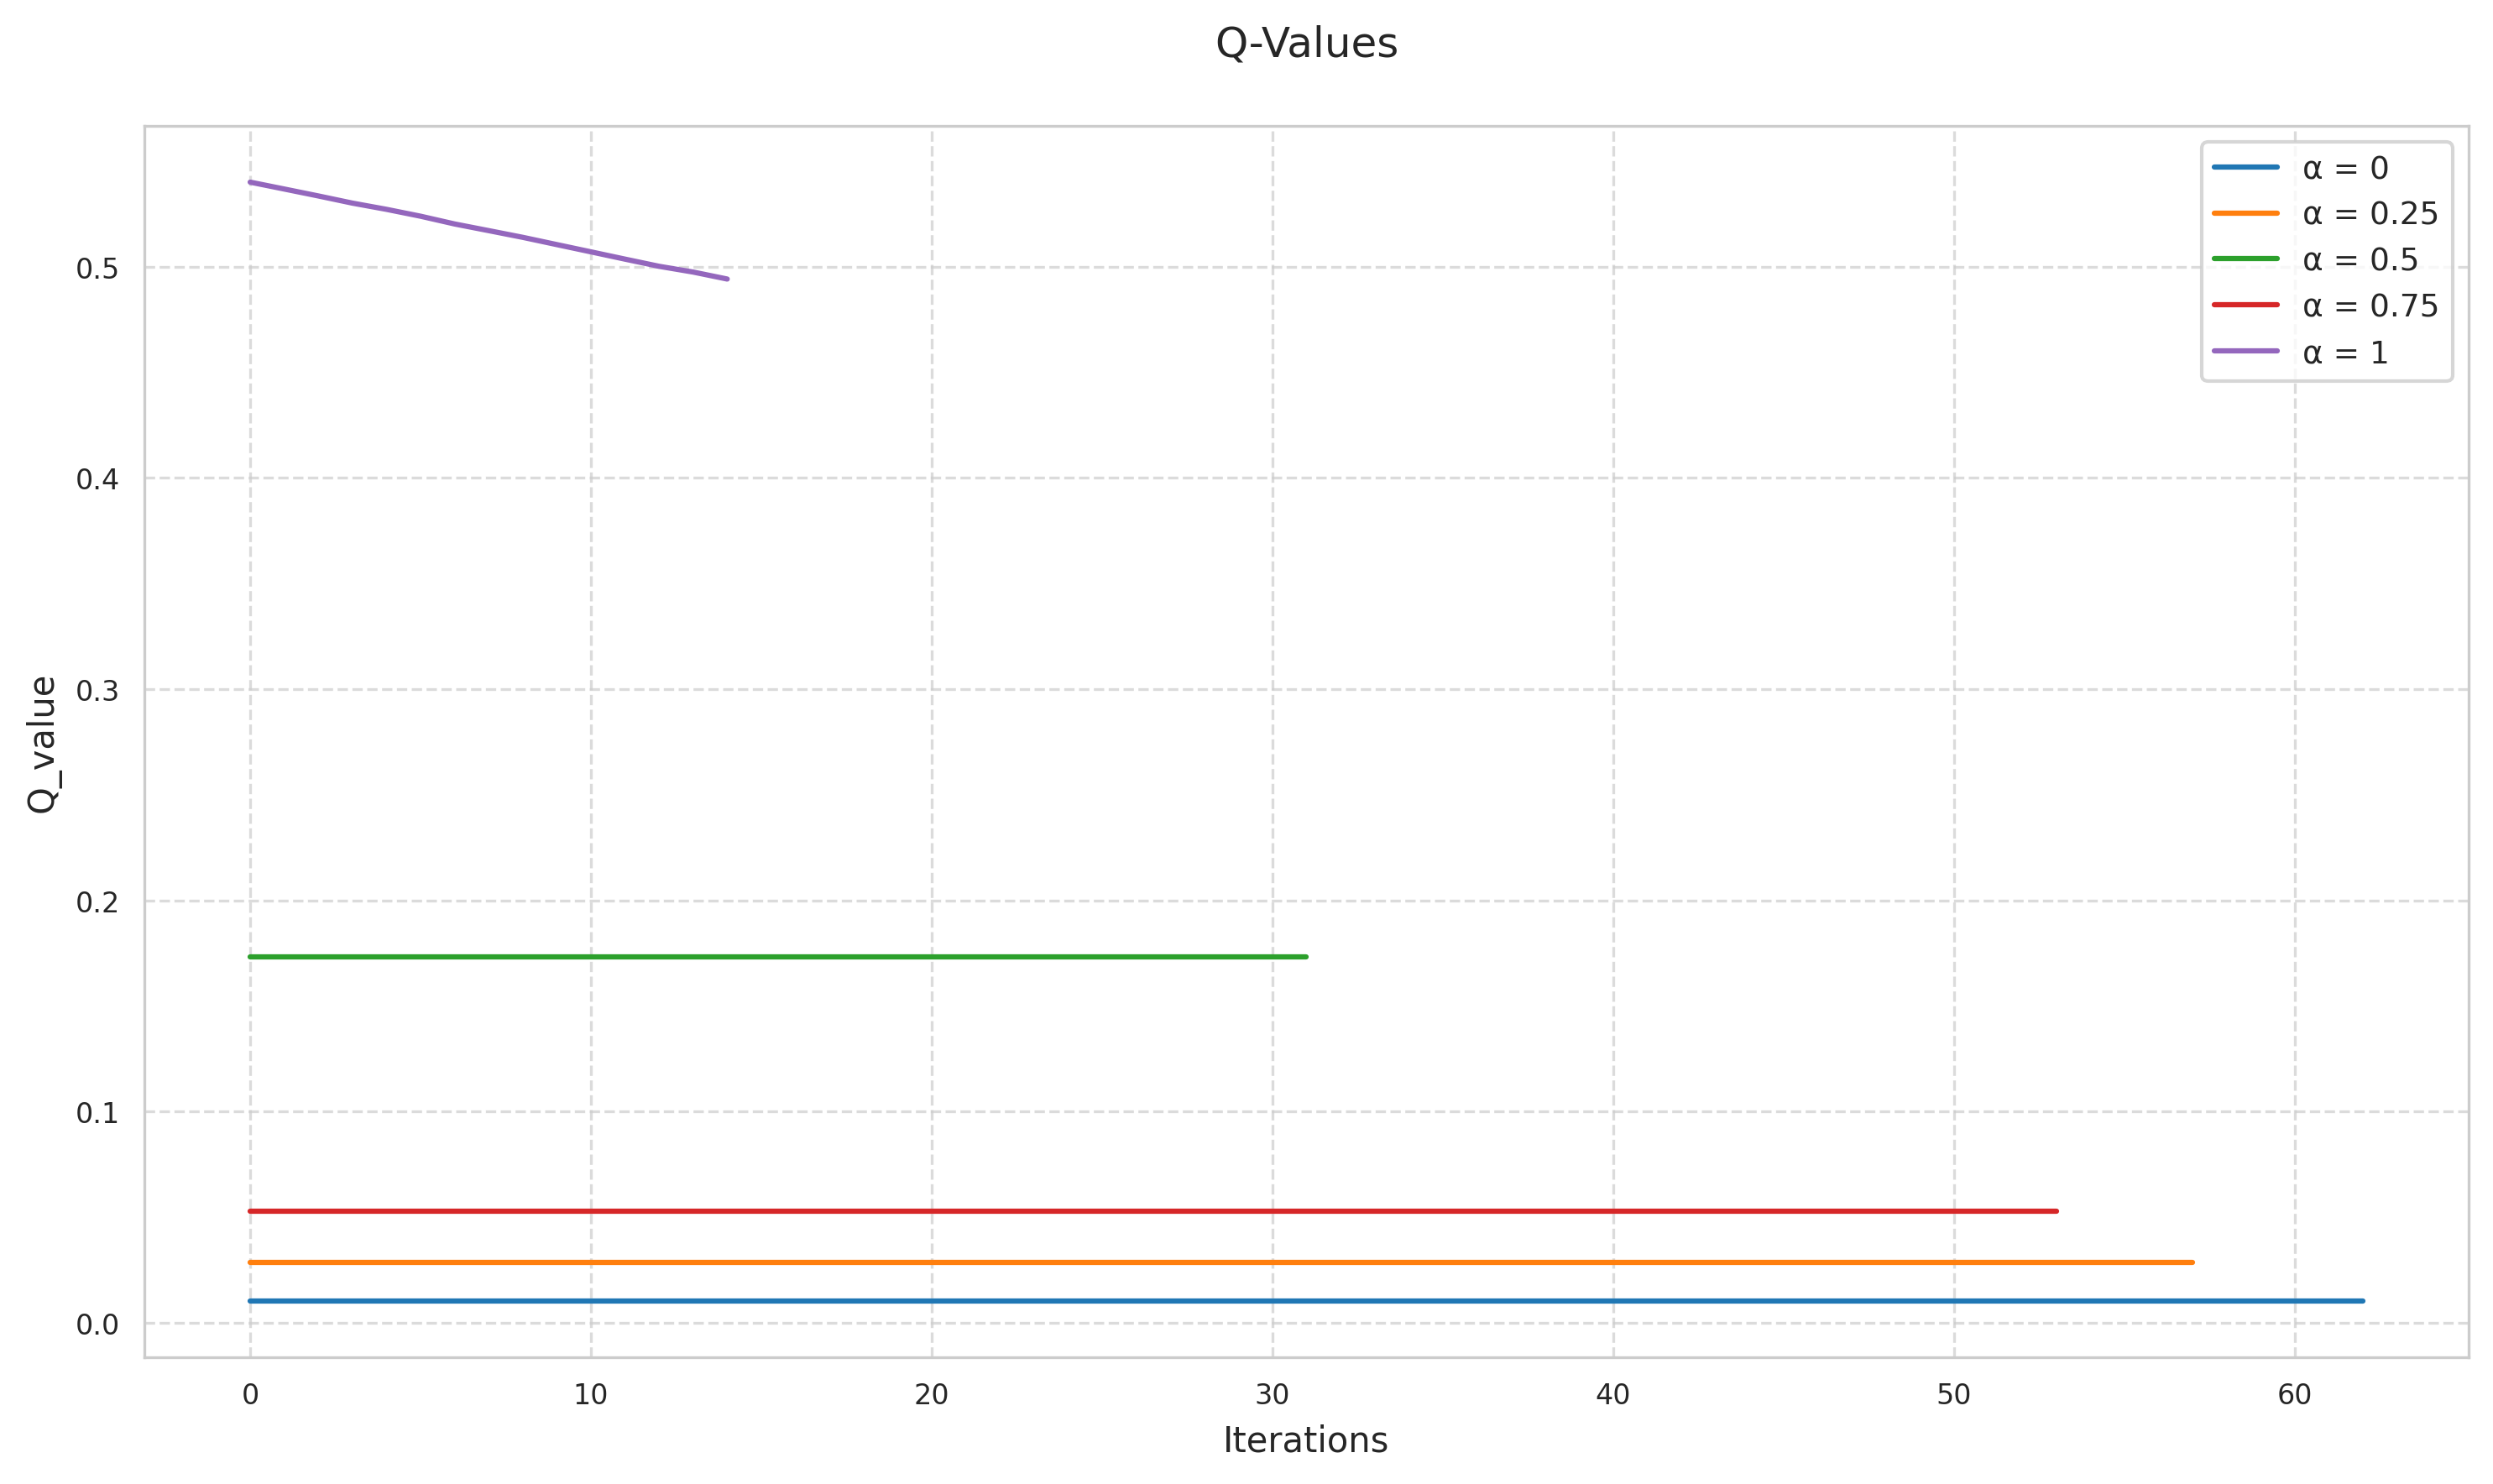 Q-Values
α = 0
α = 0.25
α = 0.5
α = 0.75
α = 1
0.5
0.4
0.3
0.2
0.1
0.0
Q_value
0 10 20 30 40 50 60
Iterations